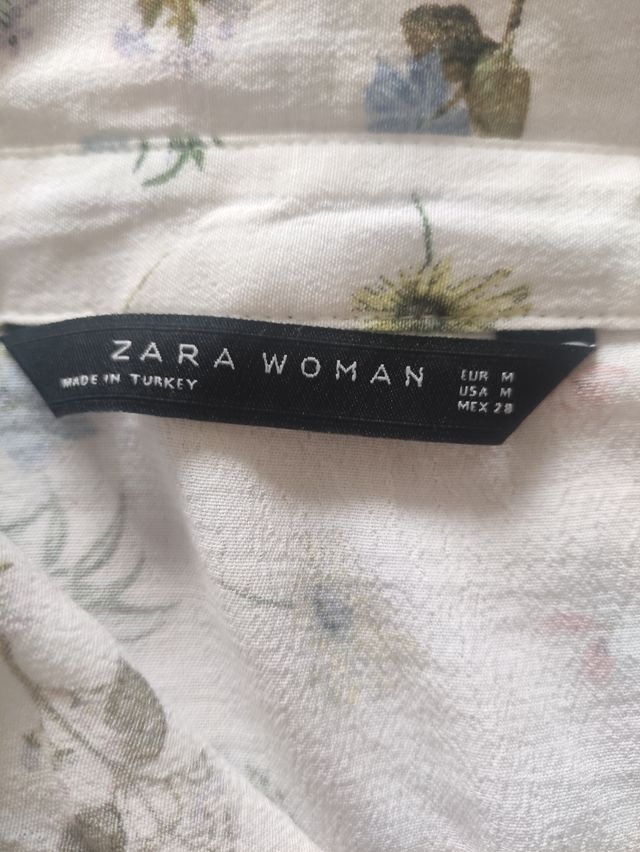 ZARA WOMAN
MADE IN TURKEY
EUR M
USA M
MEX 28